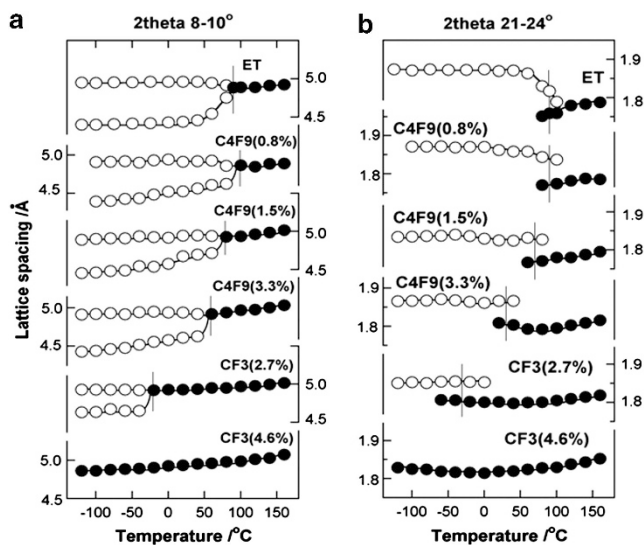 a
2theta 8-10°
ET
5.0
4.5
C4F9(0.8%)
5.0
4.5
C4F9(1.5%)
5.0
4.5
C4F9(3.3%)
5.0
4.5
CF3(2.7%)
5.0
4.5
CF3(4.6%)
5.0
4.5
Lattice spacing /Å
-100 -50 0 50 100 150
Temperature /°C
b
2theta 21-24°
1.9
ET
1.8
1.9
C4F9(0.8%)
1.8
C4F9(1.5%)
1.9
1.8
1.9
C4F9(3.3%)
1.8
CF3(2.7%)
1.9
1.8
1.9
CF3(4.6%)
1.8
-100 -50 0 50 100 150
Temperature /°C